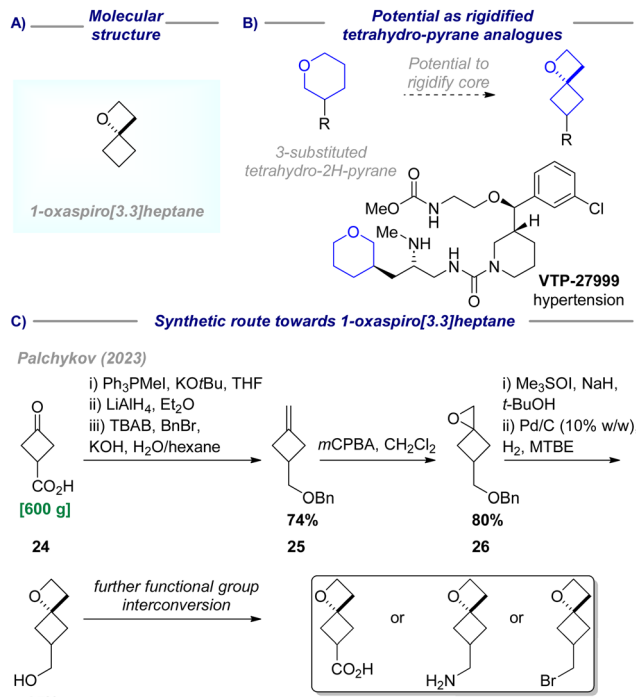 A) Molecular
structure
O
1-oxaspiro[3.3]heptane
B) Potential as rigidified
tetrahydro-pyrane analogues
O
R
Potential to
rigidify core
O
R
3-substituted
tetrahydro-2H-pyrane
O
MeO
N
H
O
Cl
H
O
MeN
NH
H
N
O
N
VTP-27999
hypertension
C) Synthetic route towards 1-oxaspiro[3.3]heptane
Palchykov (2023)
O
CO2H
[600 g]
24
i) Ph3PMeI, KOtBu, THF
ii) LiAlH4, Et2O
iii) TBAB, BnBr,
KOH, H2O/hexane
OBn
74%
25
mCPBA, CH2Cl2
O
OBn
80%
26
i) Me3SOI, NaH,
t-BuOH
ii) Pd/C (10% w/w)
H2, MTBE
O
HO
further functional group
interconversion
O
CO2H
or
O
H2N
or
O
Br